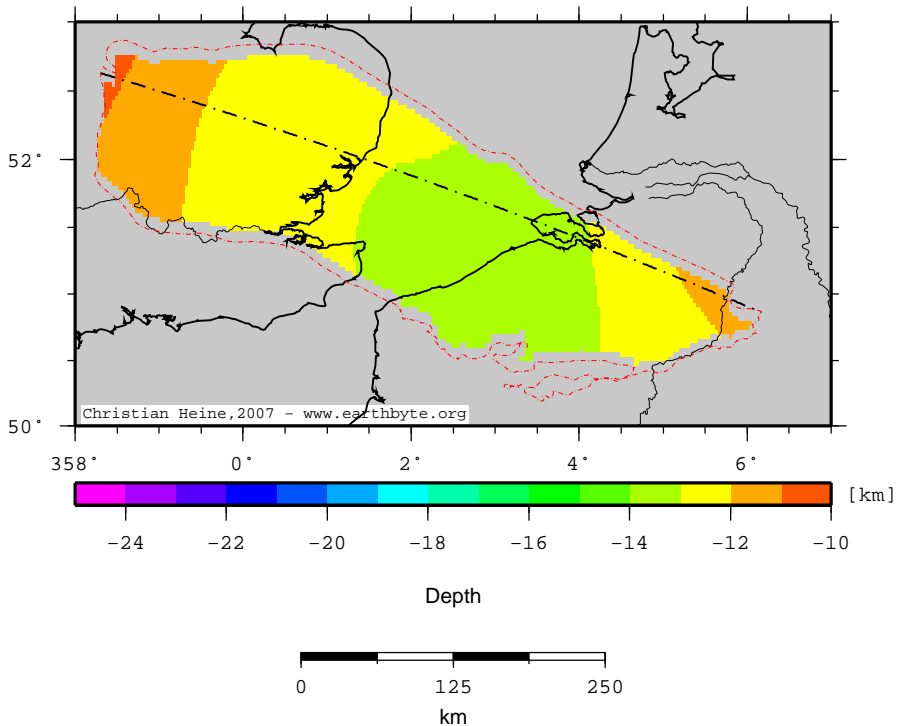 52°
Christian Heine,2007 - www.earthbyte.org
50°
358° 0° 2° 4° 6°
[km]
-24 -22 -20 -18 -16 -14 -12 -10
Depth
0 125 250
km